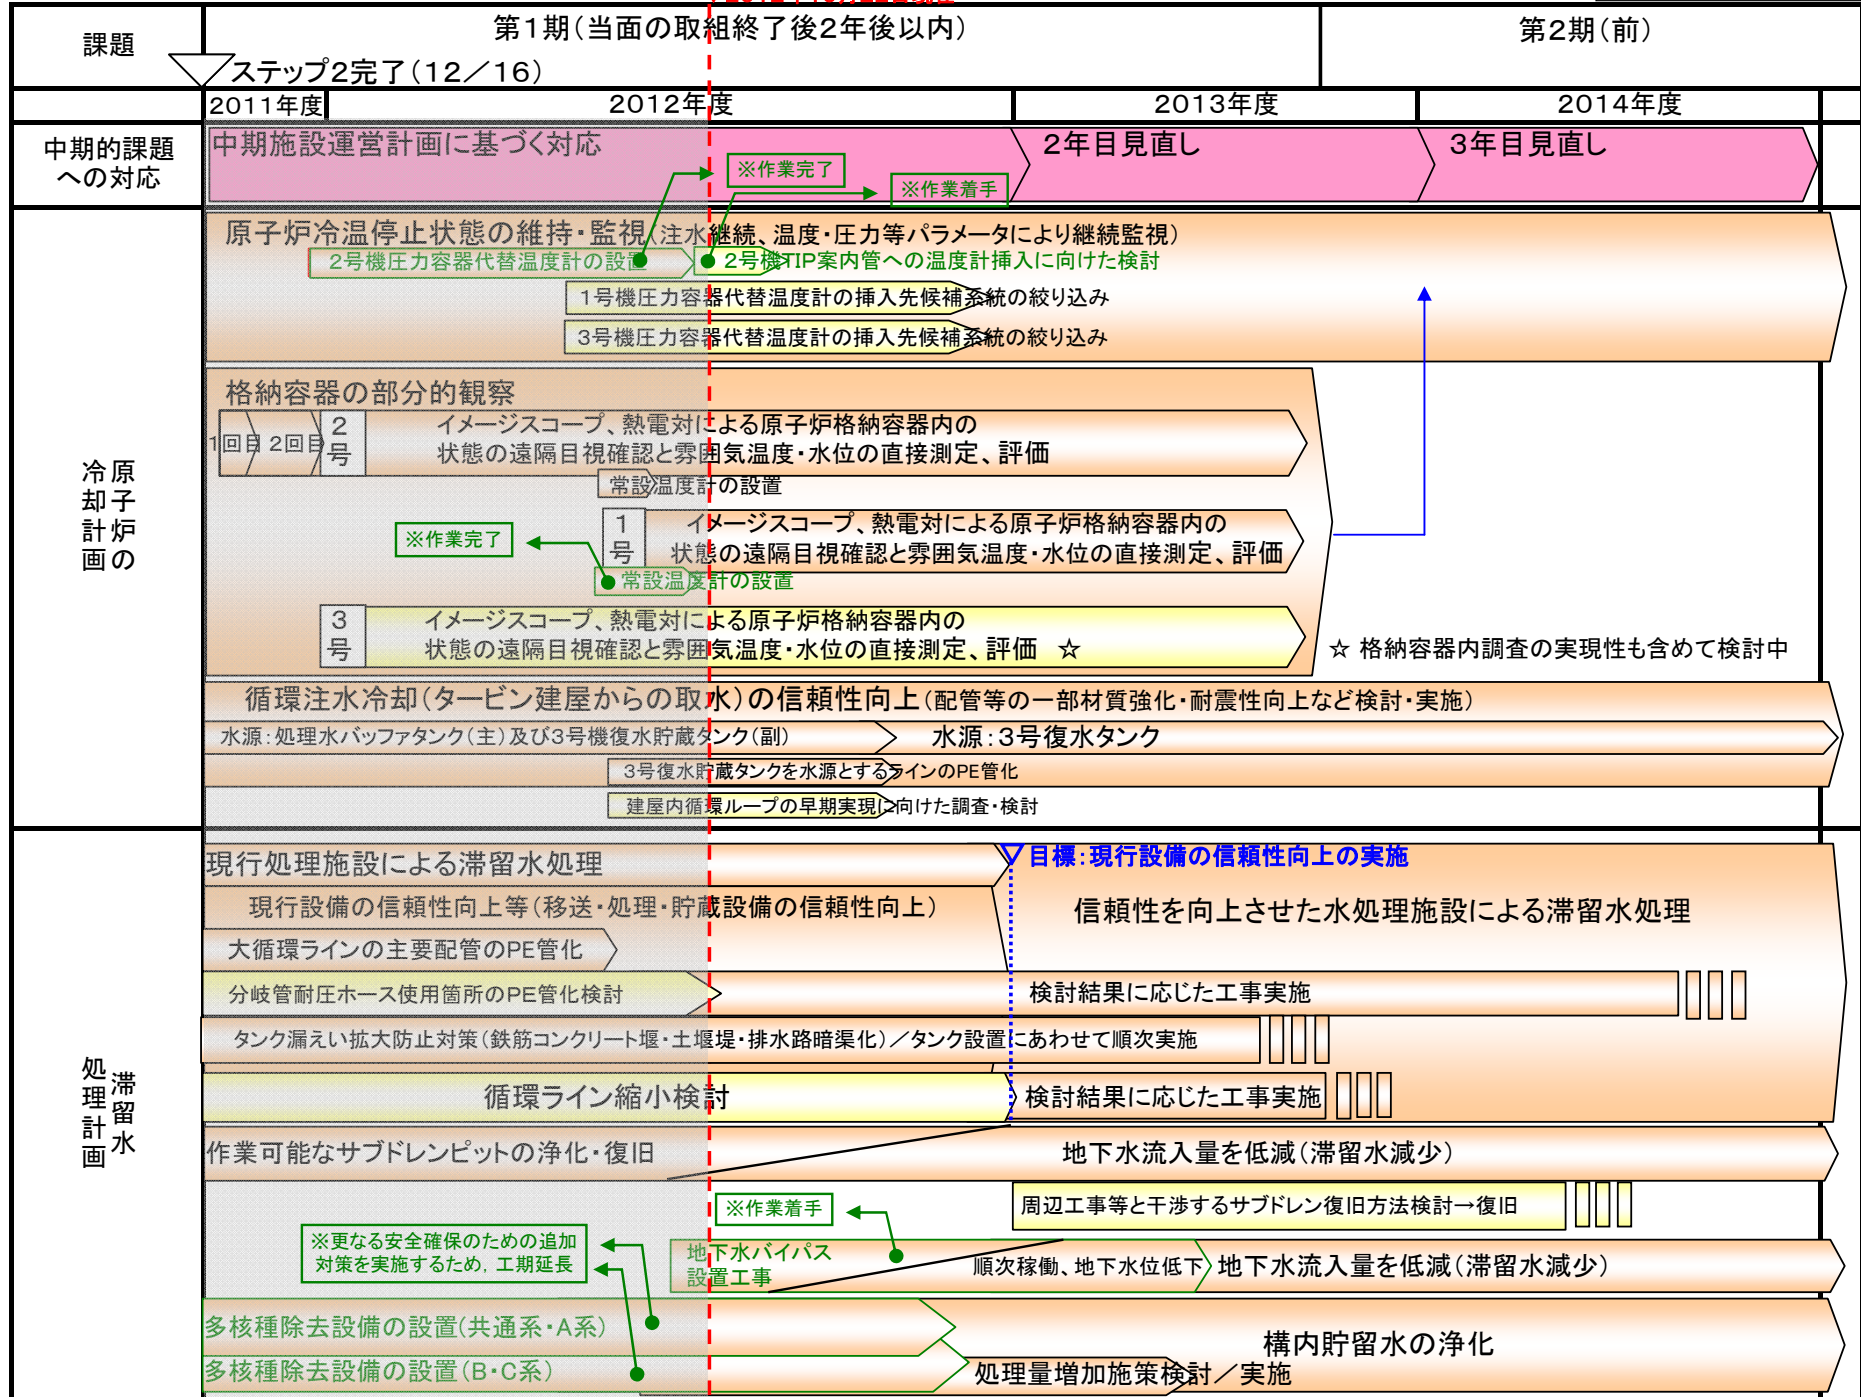 課題
第1期(当面の取組終了後2年後以内)
第2期(前)
ステップ2完了(12/16)
2011年度
2012年度
2013年度
2014年度
中期的課題
への対応
中期施設運営計画に基づく対応
2年目見直し
3年目見直し
※作業完了
※作業着手
原子炉の
冷却計画
原子炉冷温停止状態の維持・監視(注水継続、温度・圧力等パラメータにより継続監視)
2号機圧力容器代替温度計の設置
2号機TIP案内管への温度計挿入に向けた検討
1号機圧力容器代替温度計の挿入先候補系統の絞り込み
3号機圧力容器代替温度計の挿入先候補系統の絞り込み
格納容器の部分的観察
1回目
2回目
2号
イメージスコープ、熱電対による原子炉格納容器内の
状態の遠隔目視確認と雰囲気温度・水位の直接測定、評価
常設温度計の設置
※作業完了
1号
イメージスコープ、熱電対による原子炉格納容器内の
状態の遠隔目視確認と雰囲気温度・水位の直接測定、評価
常設温度計の設置
3号
イメージスコープ、熱電対による原子炉格納容器内の
状態の遠隔目視確認と雰囲気温度・水位の直接測定、評価 ☆
☆ 格納容器内調査の実現性も含めて検討中
循環注水冷却(タービン建屋からの取水)の信頼性向上(配管等の一部材質強化・耐震性向上など検討・実施)
水源:処理水バッファタンク(主)及び3号機復水貯蔵タンク(副)
水源:3号復水タンク
3号復水貯蔵タンクを水源とするラインのPE管化
建屋内循環ループの早期実現に向けた調査・検討
滞留水
処理計画
現行処理施設による滞留水処理
目標:現行設備の信頼性向上の実施
現行設備の信頼性向上等(移送・処理・貯蔵設備の信頼性向上)
信頼性を向上させた水処理施設による滞留水処理
大循環ラインの主要配管のPE管化
分岐管耐圧ホース使用箇所のPE管化検討
検討結果に応じた工事実施
タンク漏えい拡大防止対策(鉄筋コンクリート堰・土堰堤・排水路暗渠化)/タンク設置にあわせて順次実施
循環ライン縮小検討
検討結果に応じた工事実施
作業可能なサブドレンピットの浄化・復旧
地下水流入量を低減(滞留水減少)
※作業着手
周辺工事等と干渉するサブドレン復旧方法検討→復旧
※更なる安全確保のための追加
対策を実施するため, 工期延長
地下水バイパス
設置工事
順次稼働、地下水位低下
地下水流入量を低減(滞留水減少)
多核種除去設備の設置(共通系・A系)
構内貯留水の浄化
多核種除去設備の設置(B・C系)
処理量増加施策検討/実施